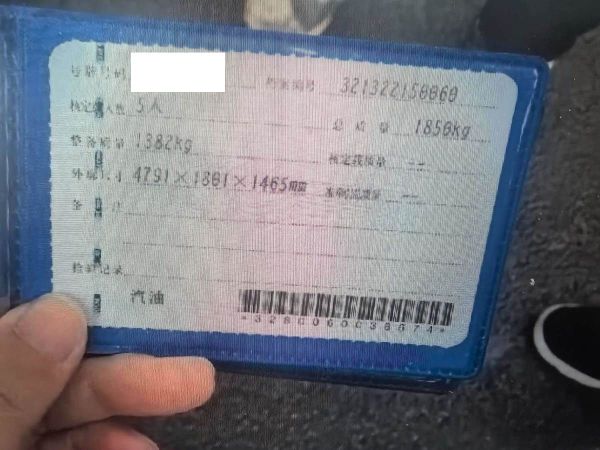 号牌号码 档案编号 321322150060
核定载人数 5人 总质量 1850kg
整备质量 1382kg 核定载质量 --
外廓尺寸 4791×1801×1465mm 准牵引总质量 --
备注
检验记录
汽油
*3280060038674*